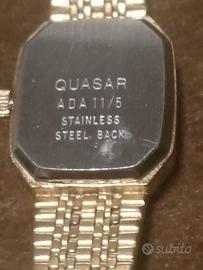 QUASAR
ADA 11/5
STAINLESS
STEEL BACK
subito